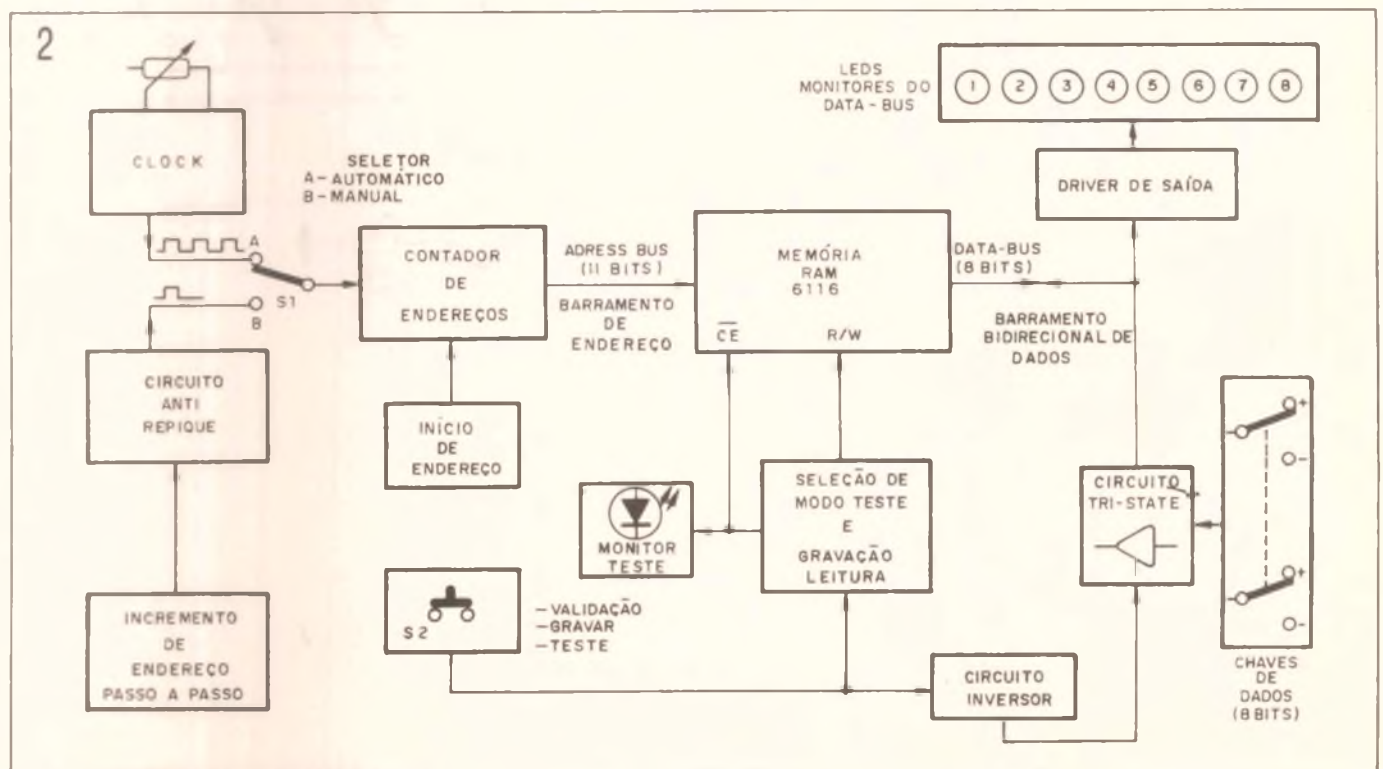 2
CLOCK
SELETOR
A - AUTOMÁTICO
B - MANUAL
A
S1
B
CIRCUITO
ANTI
REPIQUE
INCREMENTO
DE
ENDEREÇO
PASSO A PASSO
CONTADOR
DE
ENDEREÇOS
INÍCIO
DE
ENDEREÇO
ADRESS BUS
(11 BITS)
BARRAMENTO
DE
ENDEREÇO
MEMÓRIA
RAM
6116
CE
R/W
DATA-BUS
(8 BITS)
BARRAMENTO
BIDIRECIONAL DE
DADOS
LEDS
MONITORES DO
DATA - BUS
1 2 3 4 5 6 7 8
DRIVER DE SAÍDA
MONITOR
TESTE
S2
- VALIDAÇÃO
- GRAVAR
- TESTE
SELEÇÃO DE
MODO TESTE
E
GRAVAÇÃO
LEITURA
CIRCUITO
INVERSOR
CIRCUITO
TRI-STATE
+
-
+
-
CHAVES
DE
DADOS
(8 BITS)